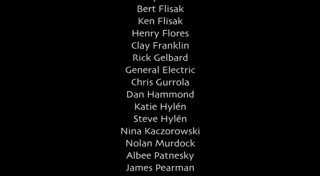 Bert Flisak
Ken Flisak
Henry Flores
Clay Franklin
Rick Gelbard
General Electric
Chris Gurrola
Dan Hammond
Katie Hylén
Steve Hylén
Nina Kaczorowski
Nolan Murdock
Albee Patnesky
James Pearman